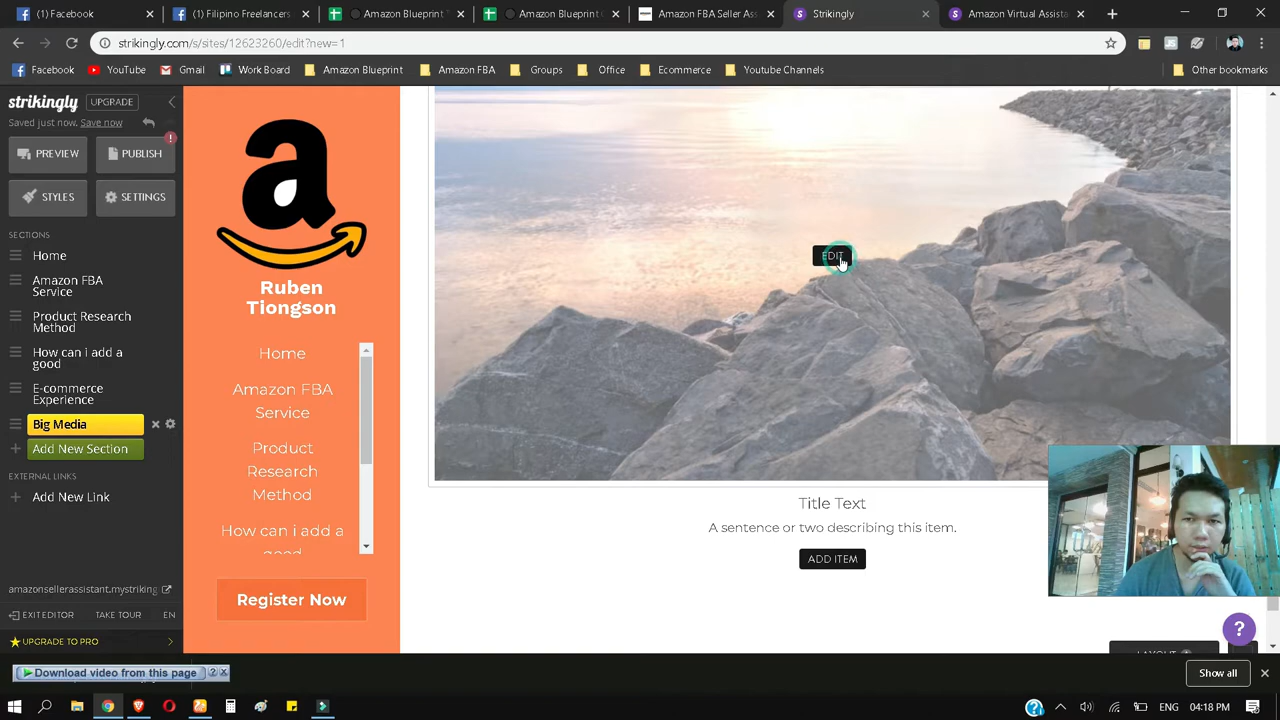 (1) Facebook
(1) Filipino Freelancers
Amazon Blueprint
Amazon Blueprint
Amazon FBA Seller Ass
Strikingly
Amazon Virtual Assista
strikingly.com/s/sites/12623260/edit?new=1
Facebook
YouTube
Gmail
Work Board
Amazon Blueprint
Amazon FBA
Groups
Office
Ecommerce
Youtube Channels
Other bookmarks
strikingly
UPGRADE
Saved just now. Save now
PREVIEW
PUBLISH
STYLES
SETTINGS
SECTIONS
Home
Amazon FBA
Service
Product Research
Method
How can i add a
good
E-commerce
Experience
Big Media
Add New Section
EXTERNAL LINKS
Add New Link
amazonsellerassistant.mystriking
EXIT EDITOR
TAKE TOUR
EN
UPGRADE TO PRO
a
Ruben
Tiongson
Home
Amazon FBA
Service
Product
Research
Method
How can i add a
good
Register Now
EDIT
Title Text
A sentence or two describing this item.
ADD ITEM
LAYOUT
?
Download video from this page
? x
Show all
ENG
04:18 PM